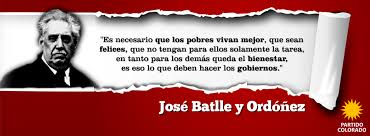 "Es necesario que los pobres vivan mejor, que sean
felices, que no tengan para ellos solamente la tarea,
en tanto para los demás queda el bienestar,
es eso lo que deben hacer los gobiernos."
José Batlle y Ordóñez
PARTIDO
COLORADO